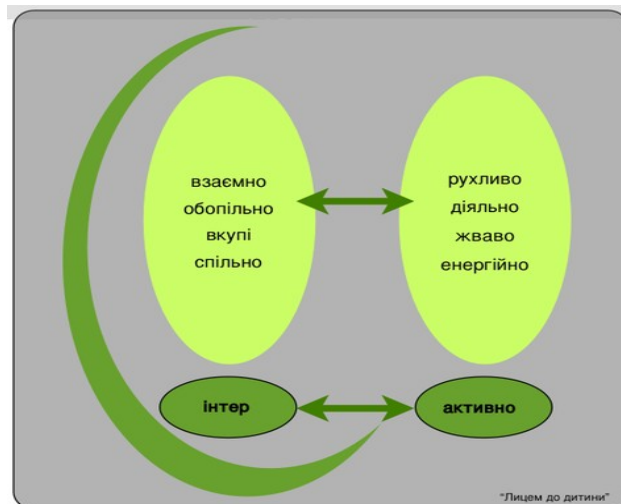 взаємно
обопільно
вкупі
спільно
рухливо
діяльно
жваво
енергійно
інтер
активно
"Лицем до дитини"